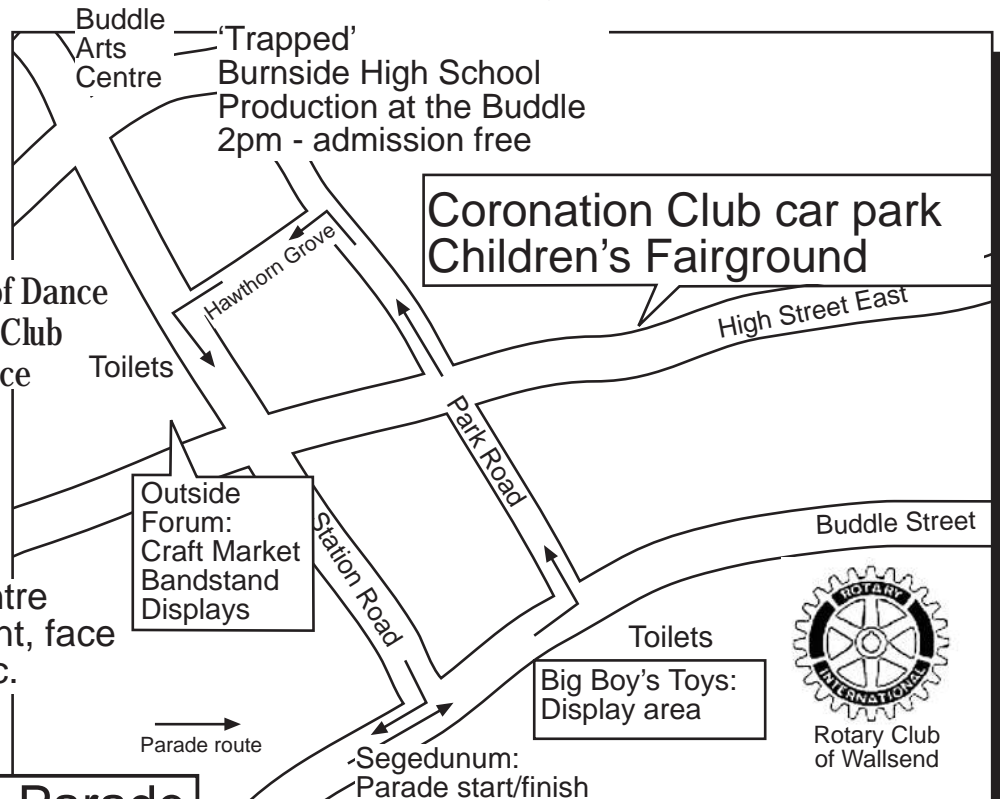 Buddle
Arts
Centre
‘Trapped’
Burnside High School
Production at the Buddle
2pm - admission free
Coronation Club car park
Children’s Fairground
Hawthorn Grove
High Street East
of Dance
Club
Toilets
Park Road
Outside
Forum:
Craft Market
Bandstand
Displays
Station Road
Buddle Street
face
Toilets
Big Boy’s Toys:
Display area
ROTARY
INTERNATIONAL
Rotary Club
of Wallsend
Parade route
Segedunum:
Parade start/finish
Parade